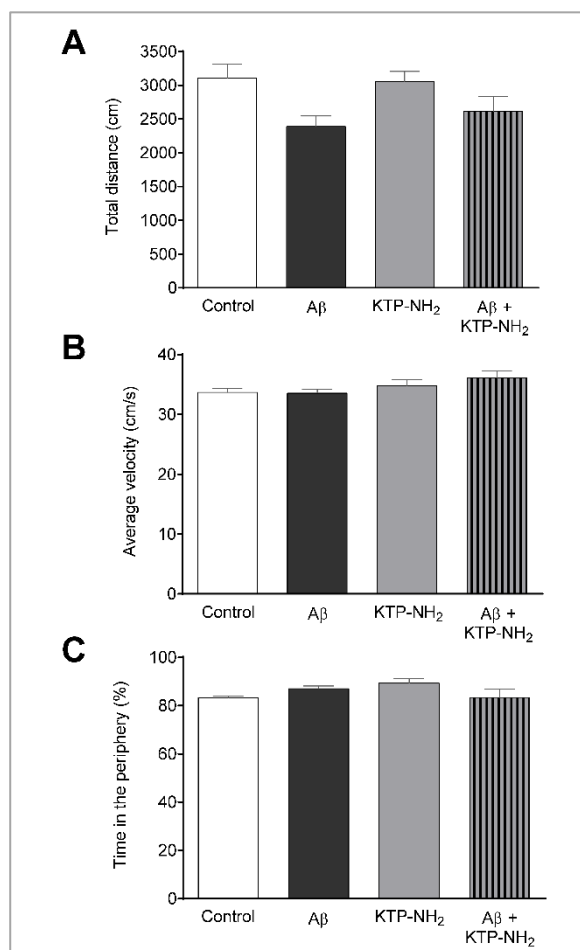 A
Total distance (cm)
3500
3000
2500
2000
1500
1000
500
0
Control
Aβ
KTP-NH₂
Aβ +
KTP-NH₂
B
Average velocity (cm/s)
40
30
20
10
0
Control
Aβ
KTP-NH₂
Aβ +
KTP-NH₂
C
Time in the periphery (%)
100
80
60
40
20
0
Control
Aβ
KTP-NH₂
Aβ +
KTP-NH₂